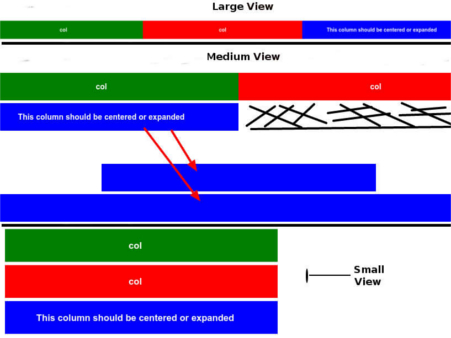 Large View
col
col
This column should be centered or expanded
Medium View
col
col
This column should be centered or expanded
col
col
Small
View
This column should be centered or expanded